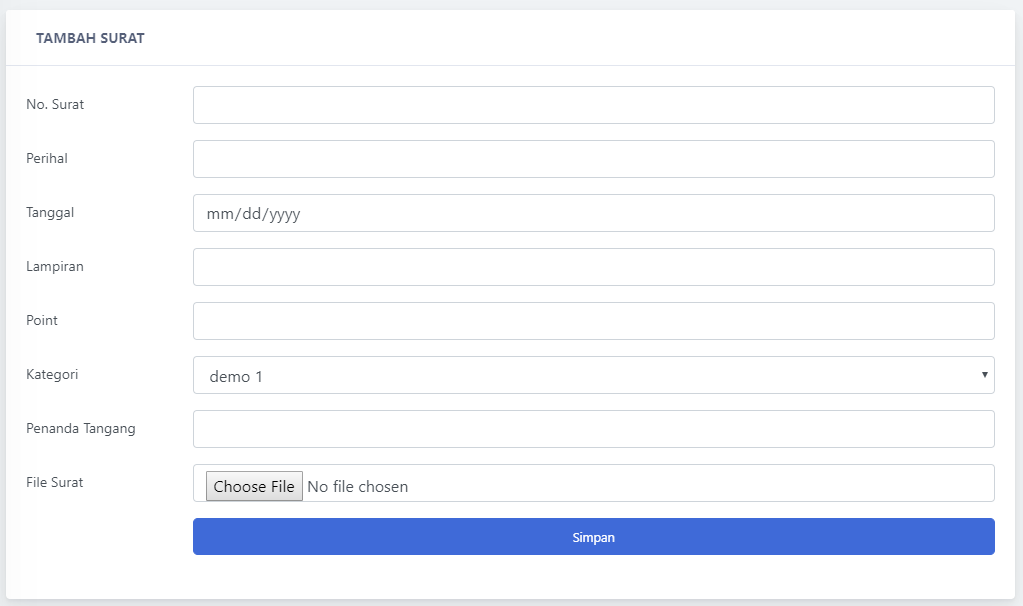 TAMBAH SURAT
No. Surat
Perihal
Tanggal
mm/dd/yyyy
Lampiran
Point
Kategori
demo 1
Penanda Tangang
File Surat
Choose File No file chosen
Simpan